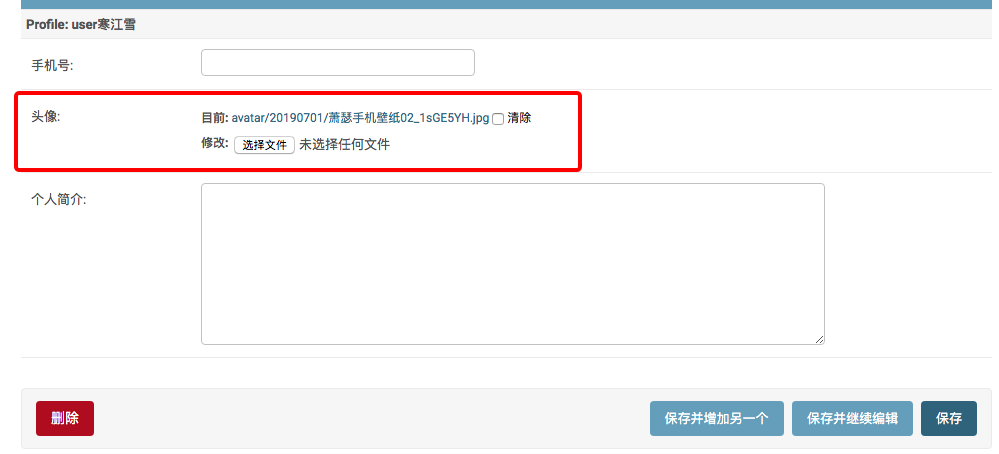 Profile: user寒江雪
手机号:
头像:
目前: avatar/20190701/萧瑟手机壁纸02_1sGE5YH.jpg 清除
修改: 选择文件 未选择任何文件
个人简介:
删除 保存并增加另一个 保存并继续编辑 保存